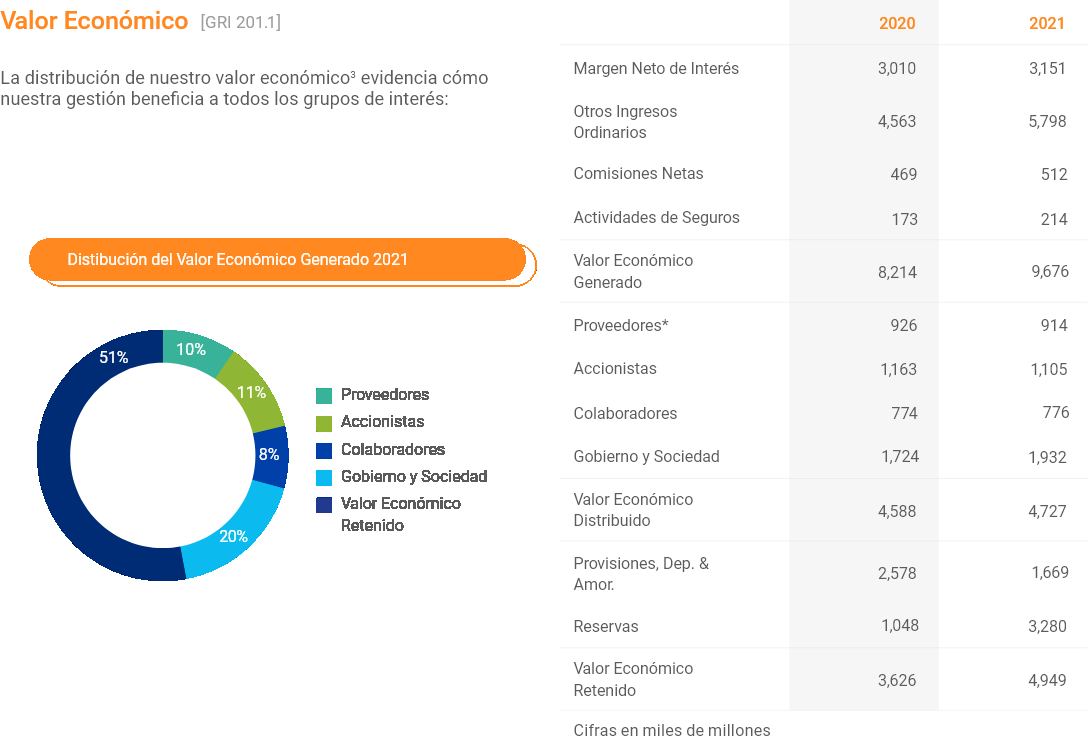 Valor Económico [GRI 201.1]
La distribución de nuestro valor económico³ evidencia cómo
nuestra gestión beneficia a todos los grupos de interés:
Distibución del Valor Económico Generado 2021
10%
11%
8%
20%
51%
Proveedores
Accionistas
Colaboradores
Gobierno y Sociedad
Valor Económico
Retenido
2020 2021
Margen Neto de Interés 3,010 3,151
Otros Ingresos
Ordinarios 4,563 5,798
Comisiones Netas 469 512
Actividades de Seguros 173 214
Valor Económico
Generado 8,214 9,676
Proveedores* 926 914
Accionistas 1,163 1,105
Colaboradores 774 776
Gobierno y Sociedad 1,724 1,932
Valor Económico
Distribuido 4,588 4,727
Provisiones, Dep. &
Amor. 2,578 1,669
Reservas 1,048 3,280
Valor Económico
Retenido 3,626 4,949
Cifras en miles de millones